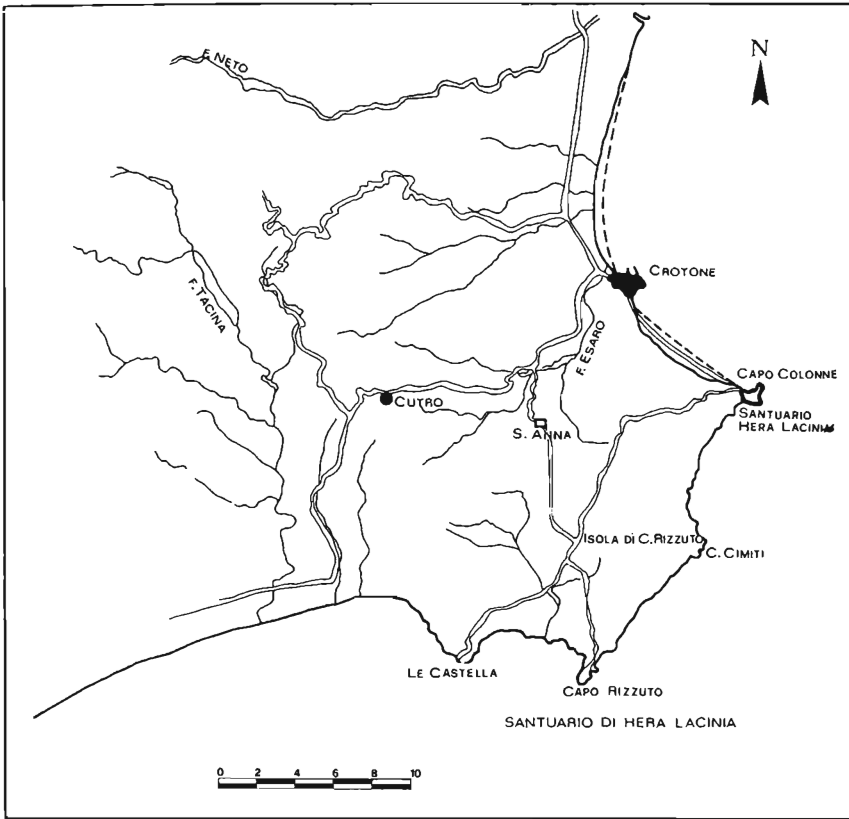 F. NETO
N
CROTONE
F. TACINA
F. ESARO
CAPO COLONNE
CUTRO
SANTUARIO
HERA LACINIA
S. ANNA
ISOLA Di C. RIZZUTO
C. CIMITI
LE CASTELLA
CAPO RIZZUTO
SANTUARIO DI HERA LACINIA
0 2 4 6 8 10